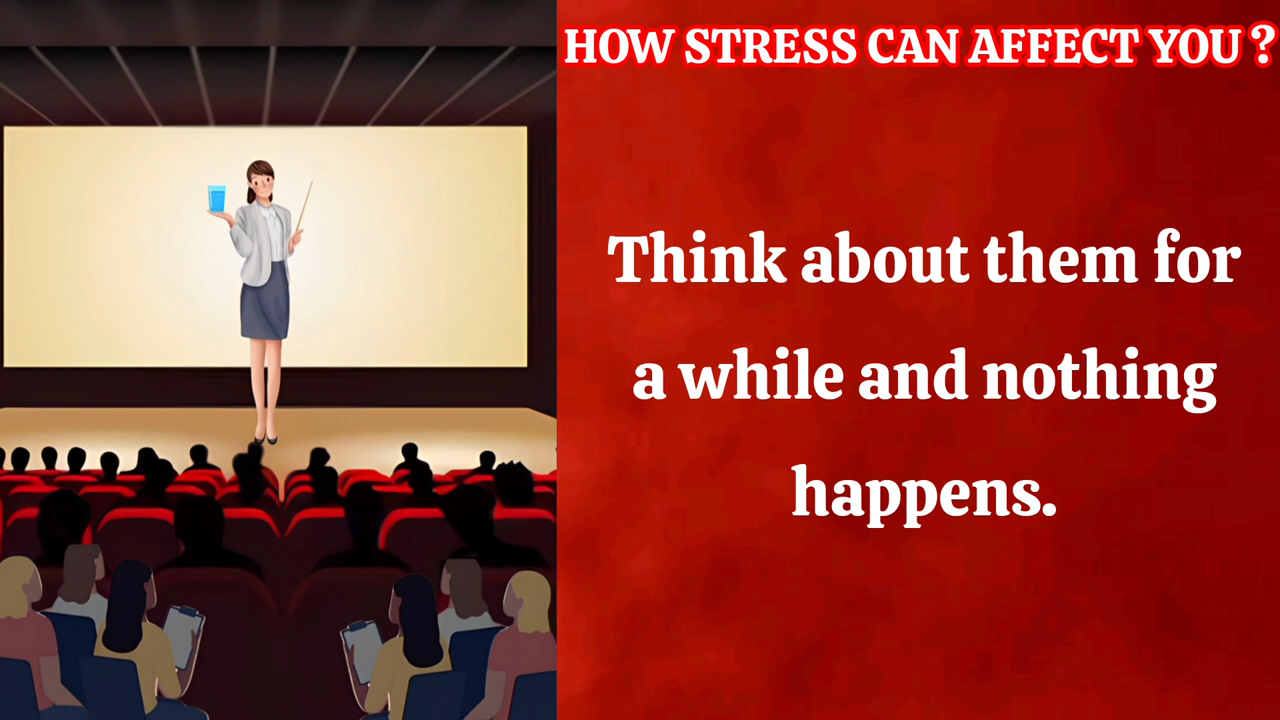 HOW STRESS CAN AFFECT YOU ?
Think about them for
a while and nothing
happens.